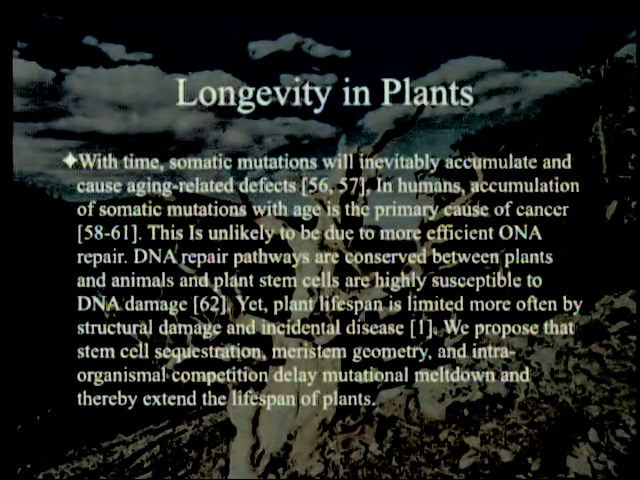 Longevity in Plants
✦With time, somatic mutations will inevitably accumulate and
cause aging-related defects [56, 57]. In humans, accumulation
of somatic mutations with age is the primary cause of cancer
[58-61]. This Is unlikely to be due to more efficient ONA
repair. DNA repair pathways are conserved between plants
and animals and plant stem cells are highly susceptible to
DNA damage [62]. Yet, plant lifespan is limited more often by
structural damage and incidental disease [1]. We propose that
stem cell sequestration, meristem geometry, and intra-
organismal competition delay mutational meltdown and
thereby extend the lifespan of plants.